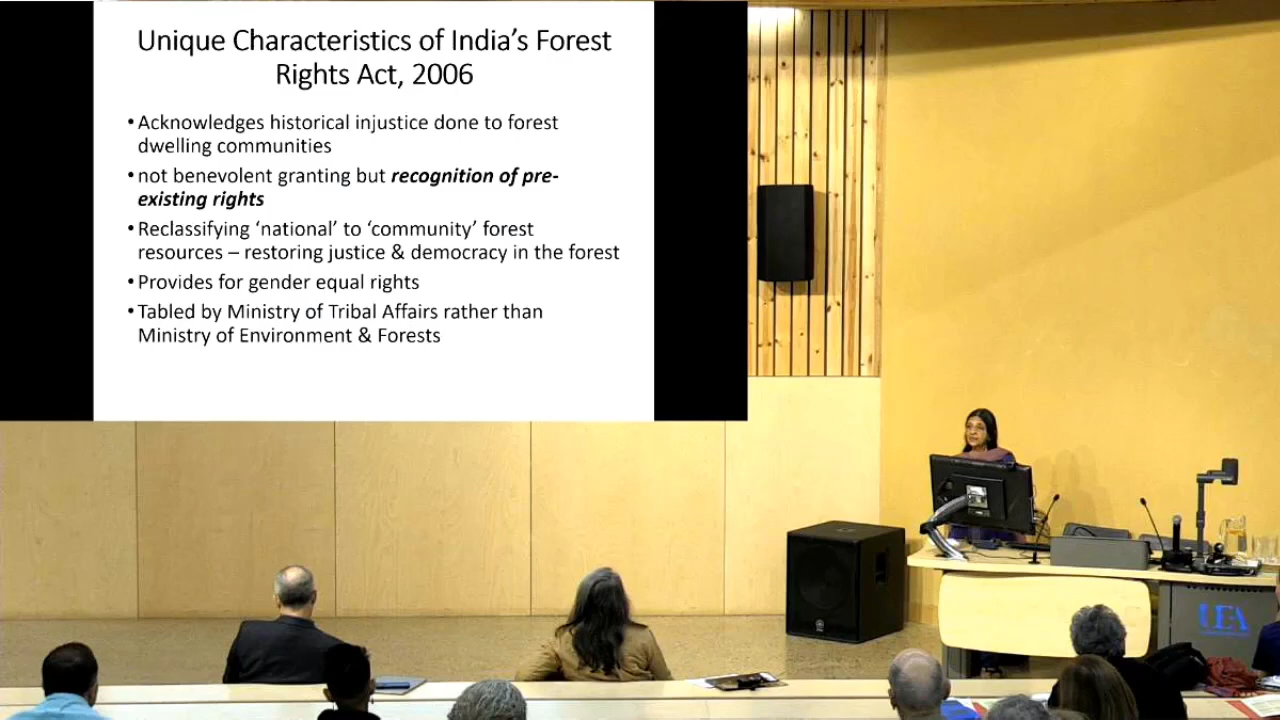 Unique Characteristics of India’s Forest
Rights Act, 2006
• Acknowledges historical injustice done to forest
dwelling communities
• not benevolent granting but recognition of pre-
existing rights
• Reclassifying ‘national’ to ‘community’ forest
resources – restoring justice & democracy in the forest
• Provides for gender equal rights
• Tabled by Ministry of Tribal Affairs rather than
Ministry of Environment & Forests
UEA